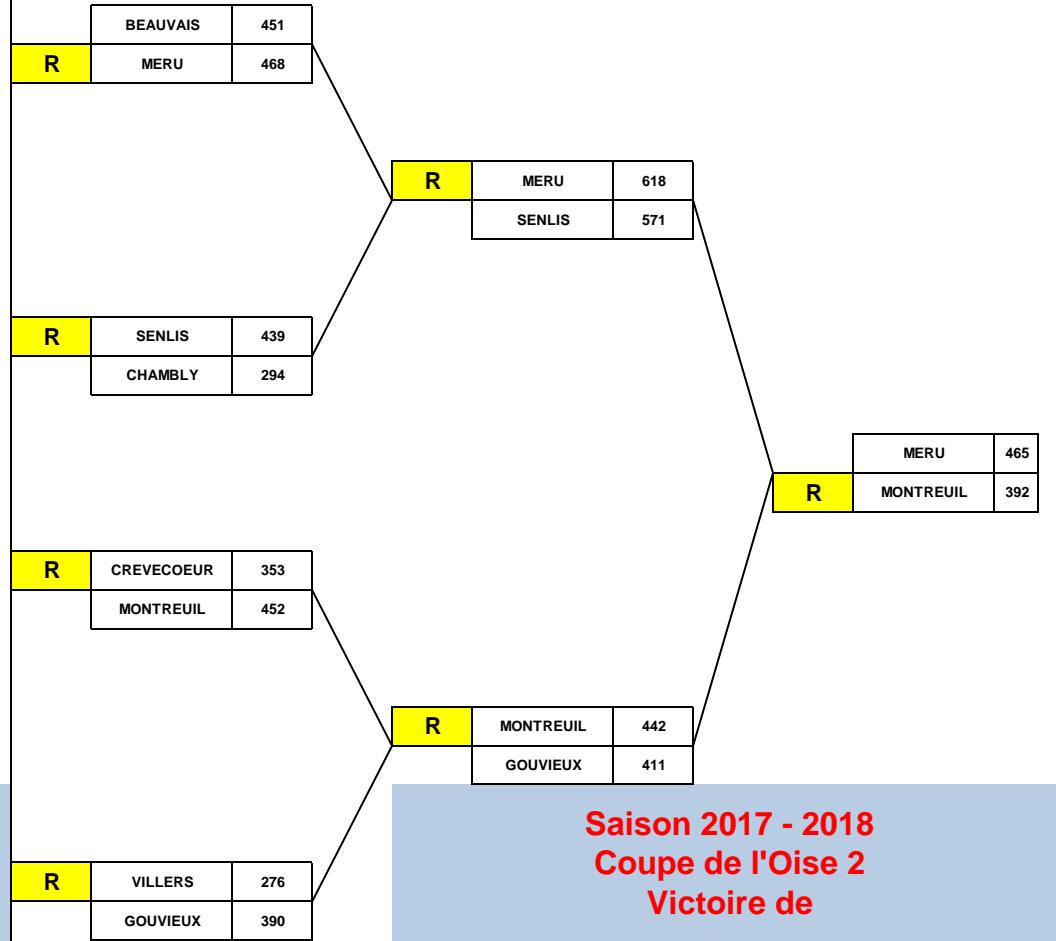 BEAUVAIS 451
R MERU 468
R MERU 618
SENLIS 571
R SENLIS 439
CHAMBLY 294
MERU 465
R MONTREUIL 392
R CREVECOEUR 353
MONTREUIL 452
R MONTREUIL 442
GOUVIEUX 411
R VILLERS 276
GOUVIEUX 390
Saison 2017 - 2018
Coupe de l'Oise 2
Victoire de